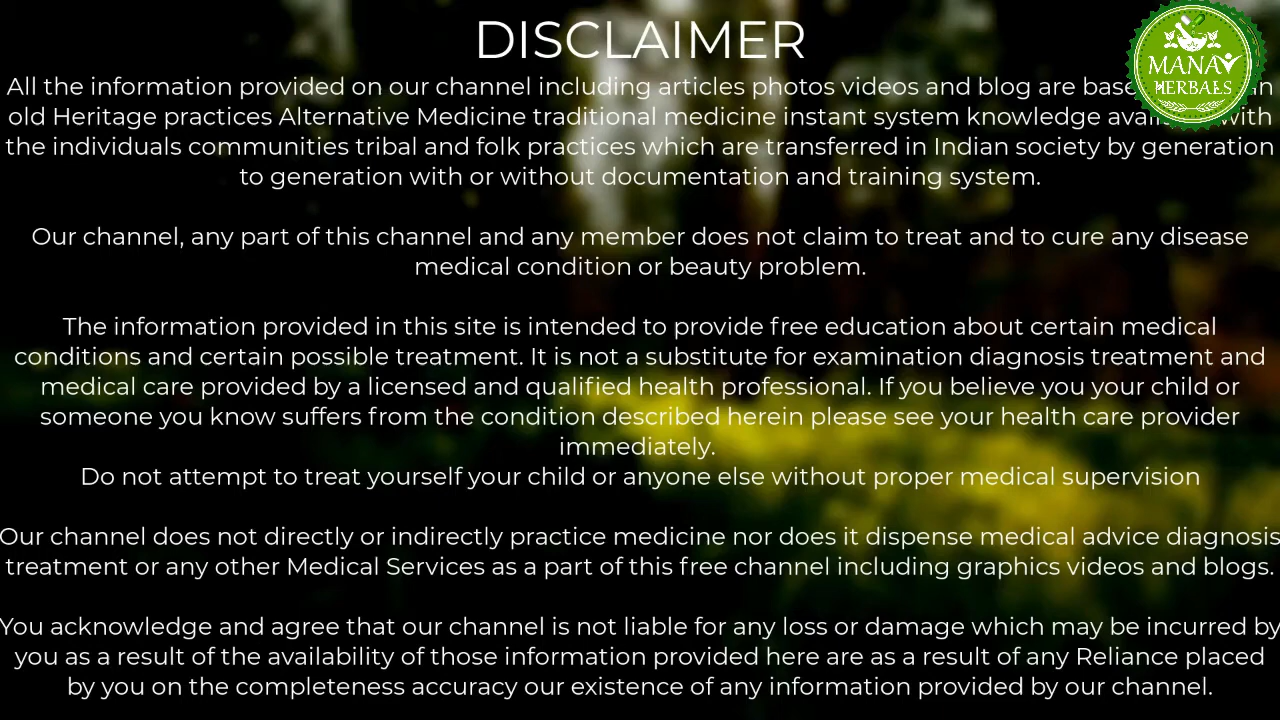 DISCLAIMER
MANA
HERBALS
All the information provided on our channel including articles photos videos and blog are
old Heritage practices Alternative Medicine traditional medicine instant system knowledge with
the individuals communities tribal and folk practices which are transferred in Indian society by generation
to generation with or without documentation and training system.
Our channel, any part of this channel and any member does not claim to treat and to cure any disease
medical condition or beauty problem.
The information provided in this site is intended to provide free education about certain medical
conditions and certain possible treatment. It is not a substitute for examination diagnosis treatment and
medical care provided by a licensed and qualified health professional. If you believe you your child or
someone you know suffers from the condition described herein please see your health care provider
immediately.
Do not attempt to treat yourself your child or anyone else without proper medical supervision
Our channel does not directly or indirectly practice medicine nor does it dispense medical advice diagnosis
treatment or any other Medical Services as a part of this free channel including graphics videos and blogs.
You acknowledge and agree that our channel is not liable for any loss or damage which may be incurred by
you as a result of the availability of those information provided here are as a result of any Reliance placed
by you on the completeness accuracy our existence of any information provided by our channel.